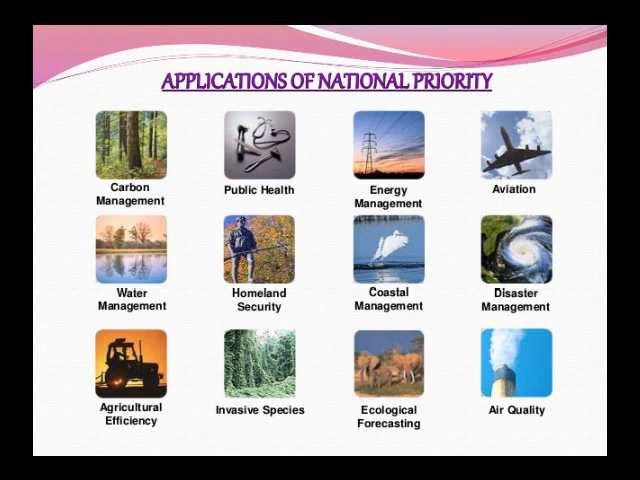 APPLICATIONS OF NATIONAL PRIORITY
Carbon
Management
Public Health
Energy
Management
Aviation
Water
Management
Homeland
Security
Coastal
Management
Disaster
Management
Agricultural
Efficiency
Invasive Species
Ecological
Forecasting
Air Quality